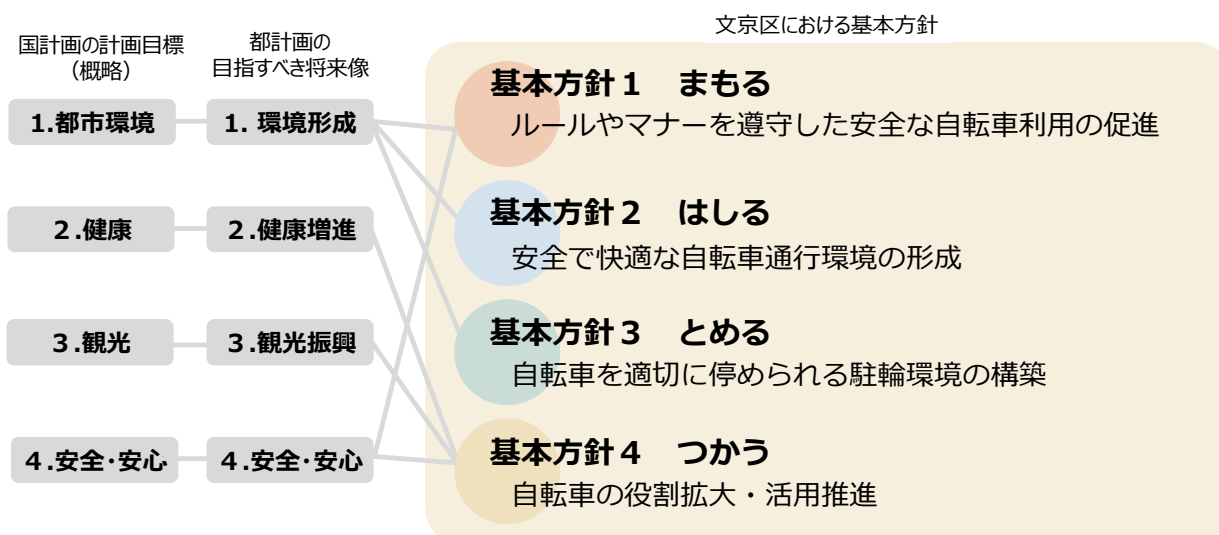 文京区における基本方針
国計画の計画目標
（概略）
都計画の
目指すべき将来像
1.都市環境
1. 環境形成
２.健康
２.健康増進
３.観光
３.観光振興
４.安全・安心
４.安全・安心
基本方針１　まもる
ルールやマナーを遵守した安全な自転車利用の促進
基本方針２　はしる
安全で快適な自転車通行環境の形成
基本方針３　とめる
自転車を適切に停められる駐輪環境の構築
基本方針４　つかう
自転車の役割拡大・活用推進